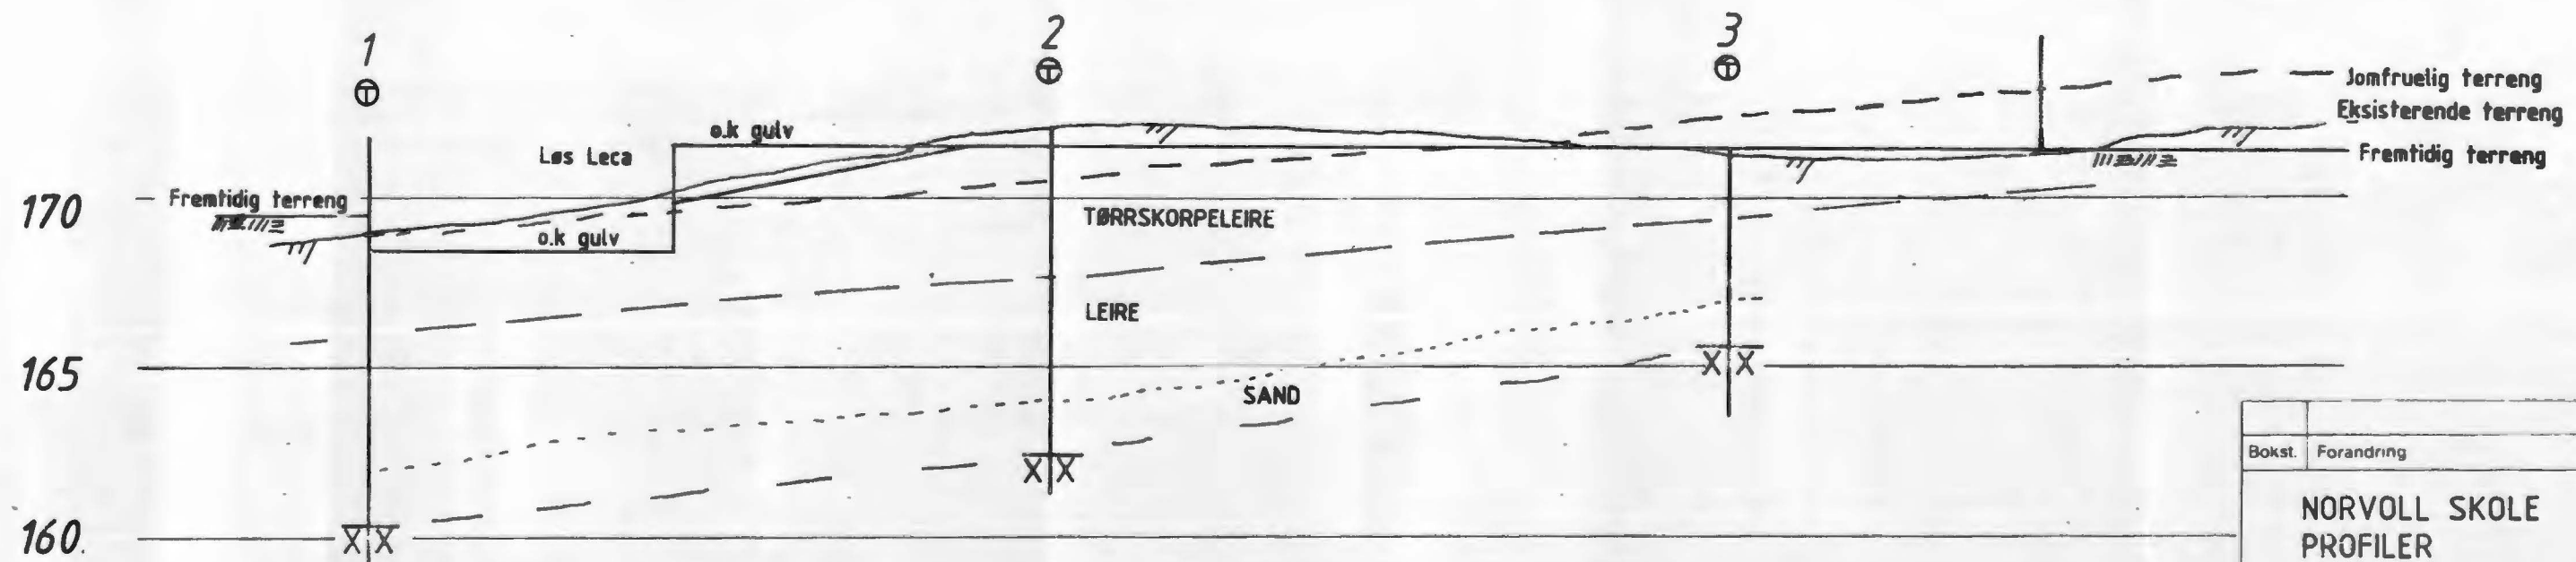 1
2
3
T
T
T
Jomfruelig terreng
Eksisterende terreng
Fremtidig terreng
o.k gulv
Løs Leca
Fremtidig terreng
170
o.k gulv
TØRRSKORPELEIRE
LEIRE
165
SAND
X X
X X
160.
X X
Bokst. Forandring
NORVOLL SKOLE
PROFILER